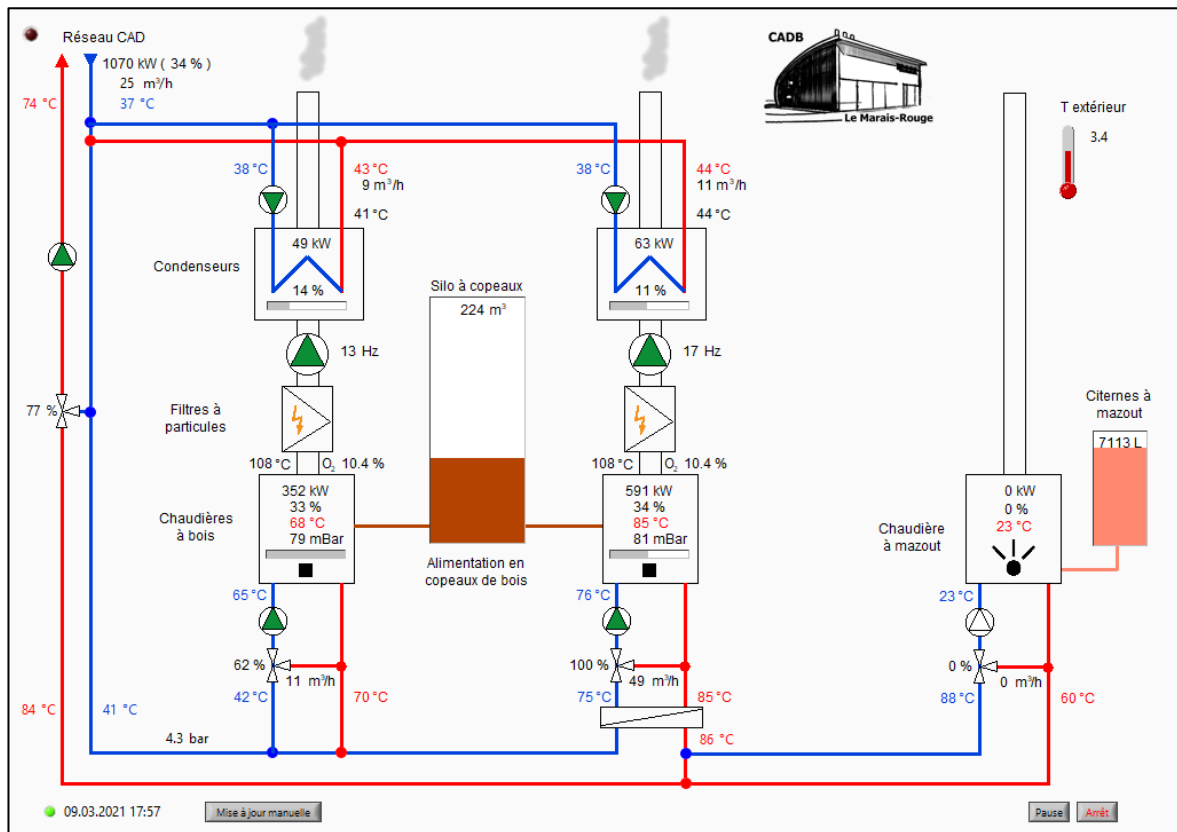 Réseau CAD
1070 kW ( 34 % )
25 m³/h
74 °C
37 °C
CADB
Le Marais-Rouge
T extérieur
3.4
38 °C
43 °C
9 m³/h
41 °C
38 °C
44 °C
11 m³/h
44 °C
Condenseurs
49 kW
14 %
63 kW
11 %
Silo à copeaux
224 m³
13 Hz
17 Hz
77 %
Filtres à
particules
Citernes à
mazout
7113 L
108 °C
O₂ 10.4 %
108 °C
O₂ 10.4 %
Chaudières
à bois
352 kW
33 %
68 °C
79 mBar
591 kW
34 %
85 °C
81 mBar
Chaudière
à mazout
0 kW
0 %
23 °C
Alimentation en
copeaux de bois
65 °C
76 °C
23 °C
62 %
11 m³/h
100 %
49 m³/h
0 %
0 m³/h
84 °C
41 °C
42 °C
70 °C
75 °C
85 °C
88 °C
60 °C
4.3 bar
86 °C
09.03.2021 17:57
Mise à jour manuelle
Pause
Arrêt